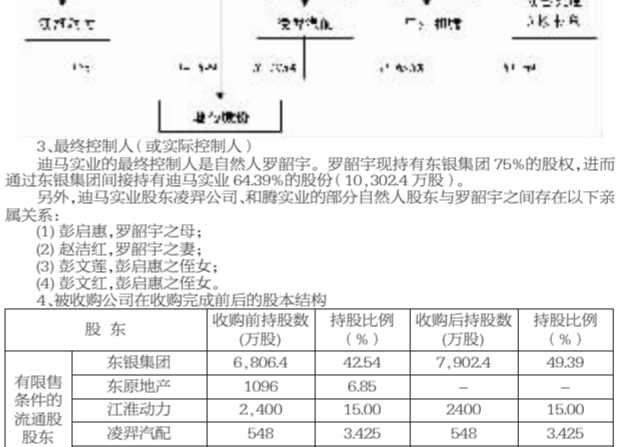 3、最终控制人(或实际控制人)
迪马实业的最终控制人是自然人罗韶宇。罗韶宇现持有东银集团75%的股权,进而
通过东银集团间接持有迪马实业64.39%的股份(10,302.4万股)。
另外,迪马实业股东凌羿公司、和腾实业的部分自然人股东与罗韶宇之间存在以下亲
属关系:
(1) 彭启惠,罗韶宇之母;
(2) 赵洁红,罗韶宇之妻;
(3) 彭文莲,彭启惠之侄女;
(4) 彭文红,彭启惠之侄女。
4、被收购公司在收购完成前后的股本结构
股 东 收购前持股数(万股) 持股比例(%) 收购后持股数(万股) 持股比例(%)
有限售条件的流通股股东
东银集团 6,806.4 42.54 7,902.4 49.39
东原地产 1096 6.85 – –
江淮动力 2,400 15.00 2400 15.00
凌羿汽配 548 3.425 548 3.425